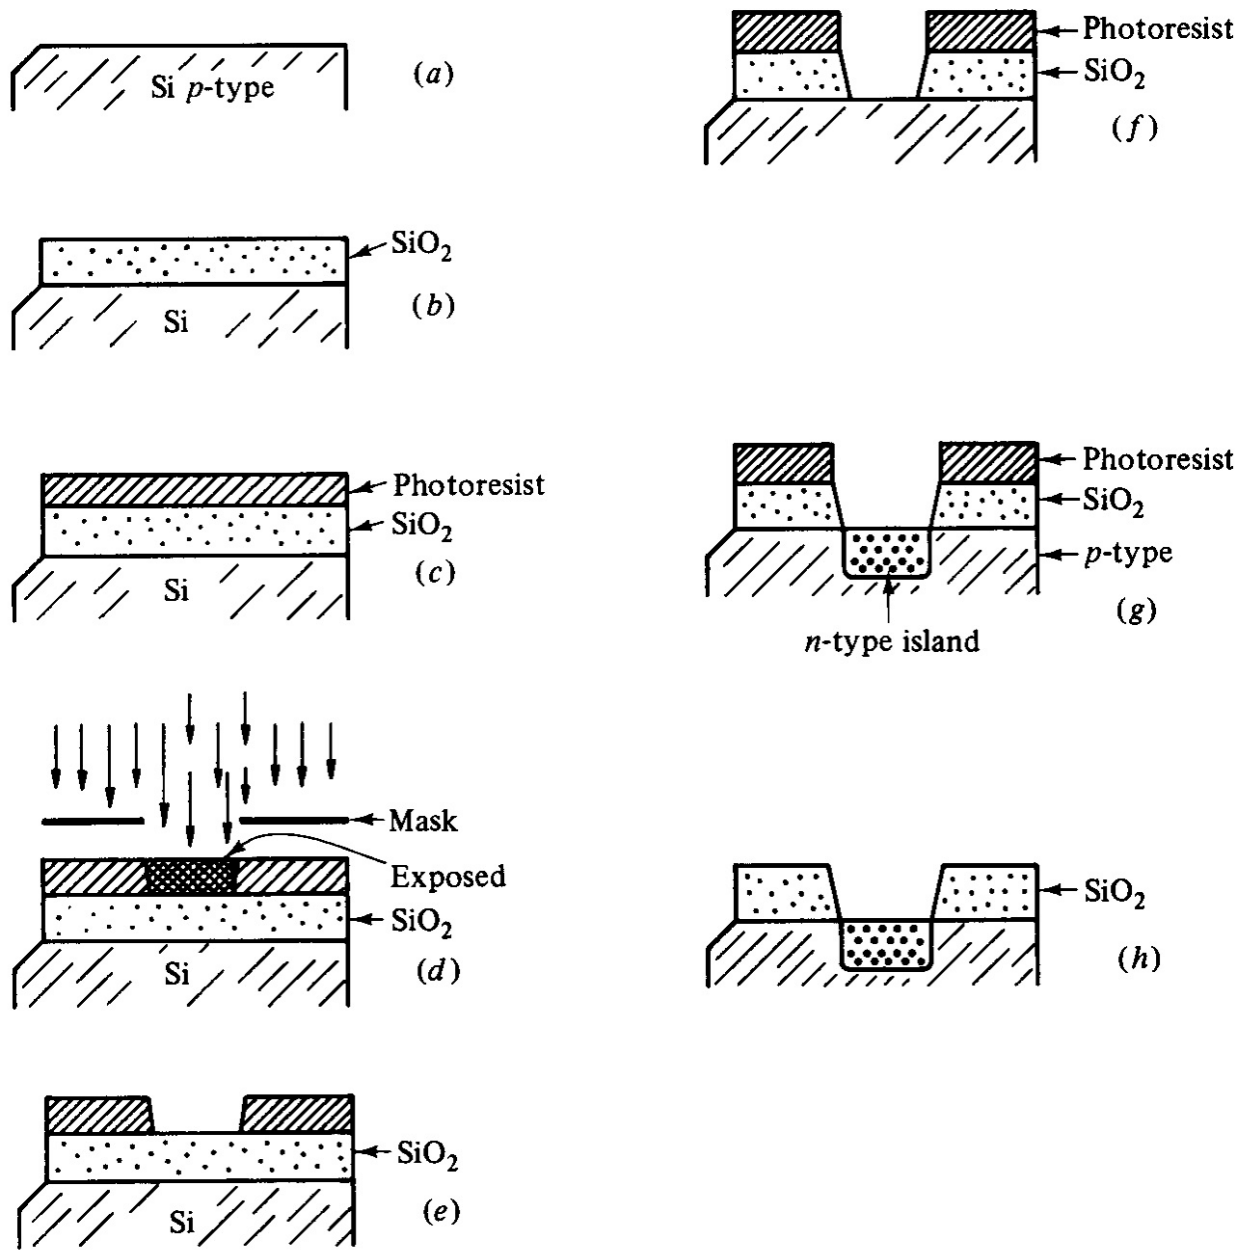 Si p-type
(a)
SiO₂
(b)
Si
Photoresist
SiO₂
(c)
Si
Mask
Exposed
SiO₂
Si
(d)
SiO₂
Si
(e)
Photoresist
SiO₂
(f)
Photoresist
SiO₂
p-type
(g)
n-type island
SiO₂
(h)